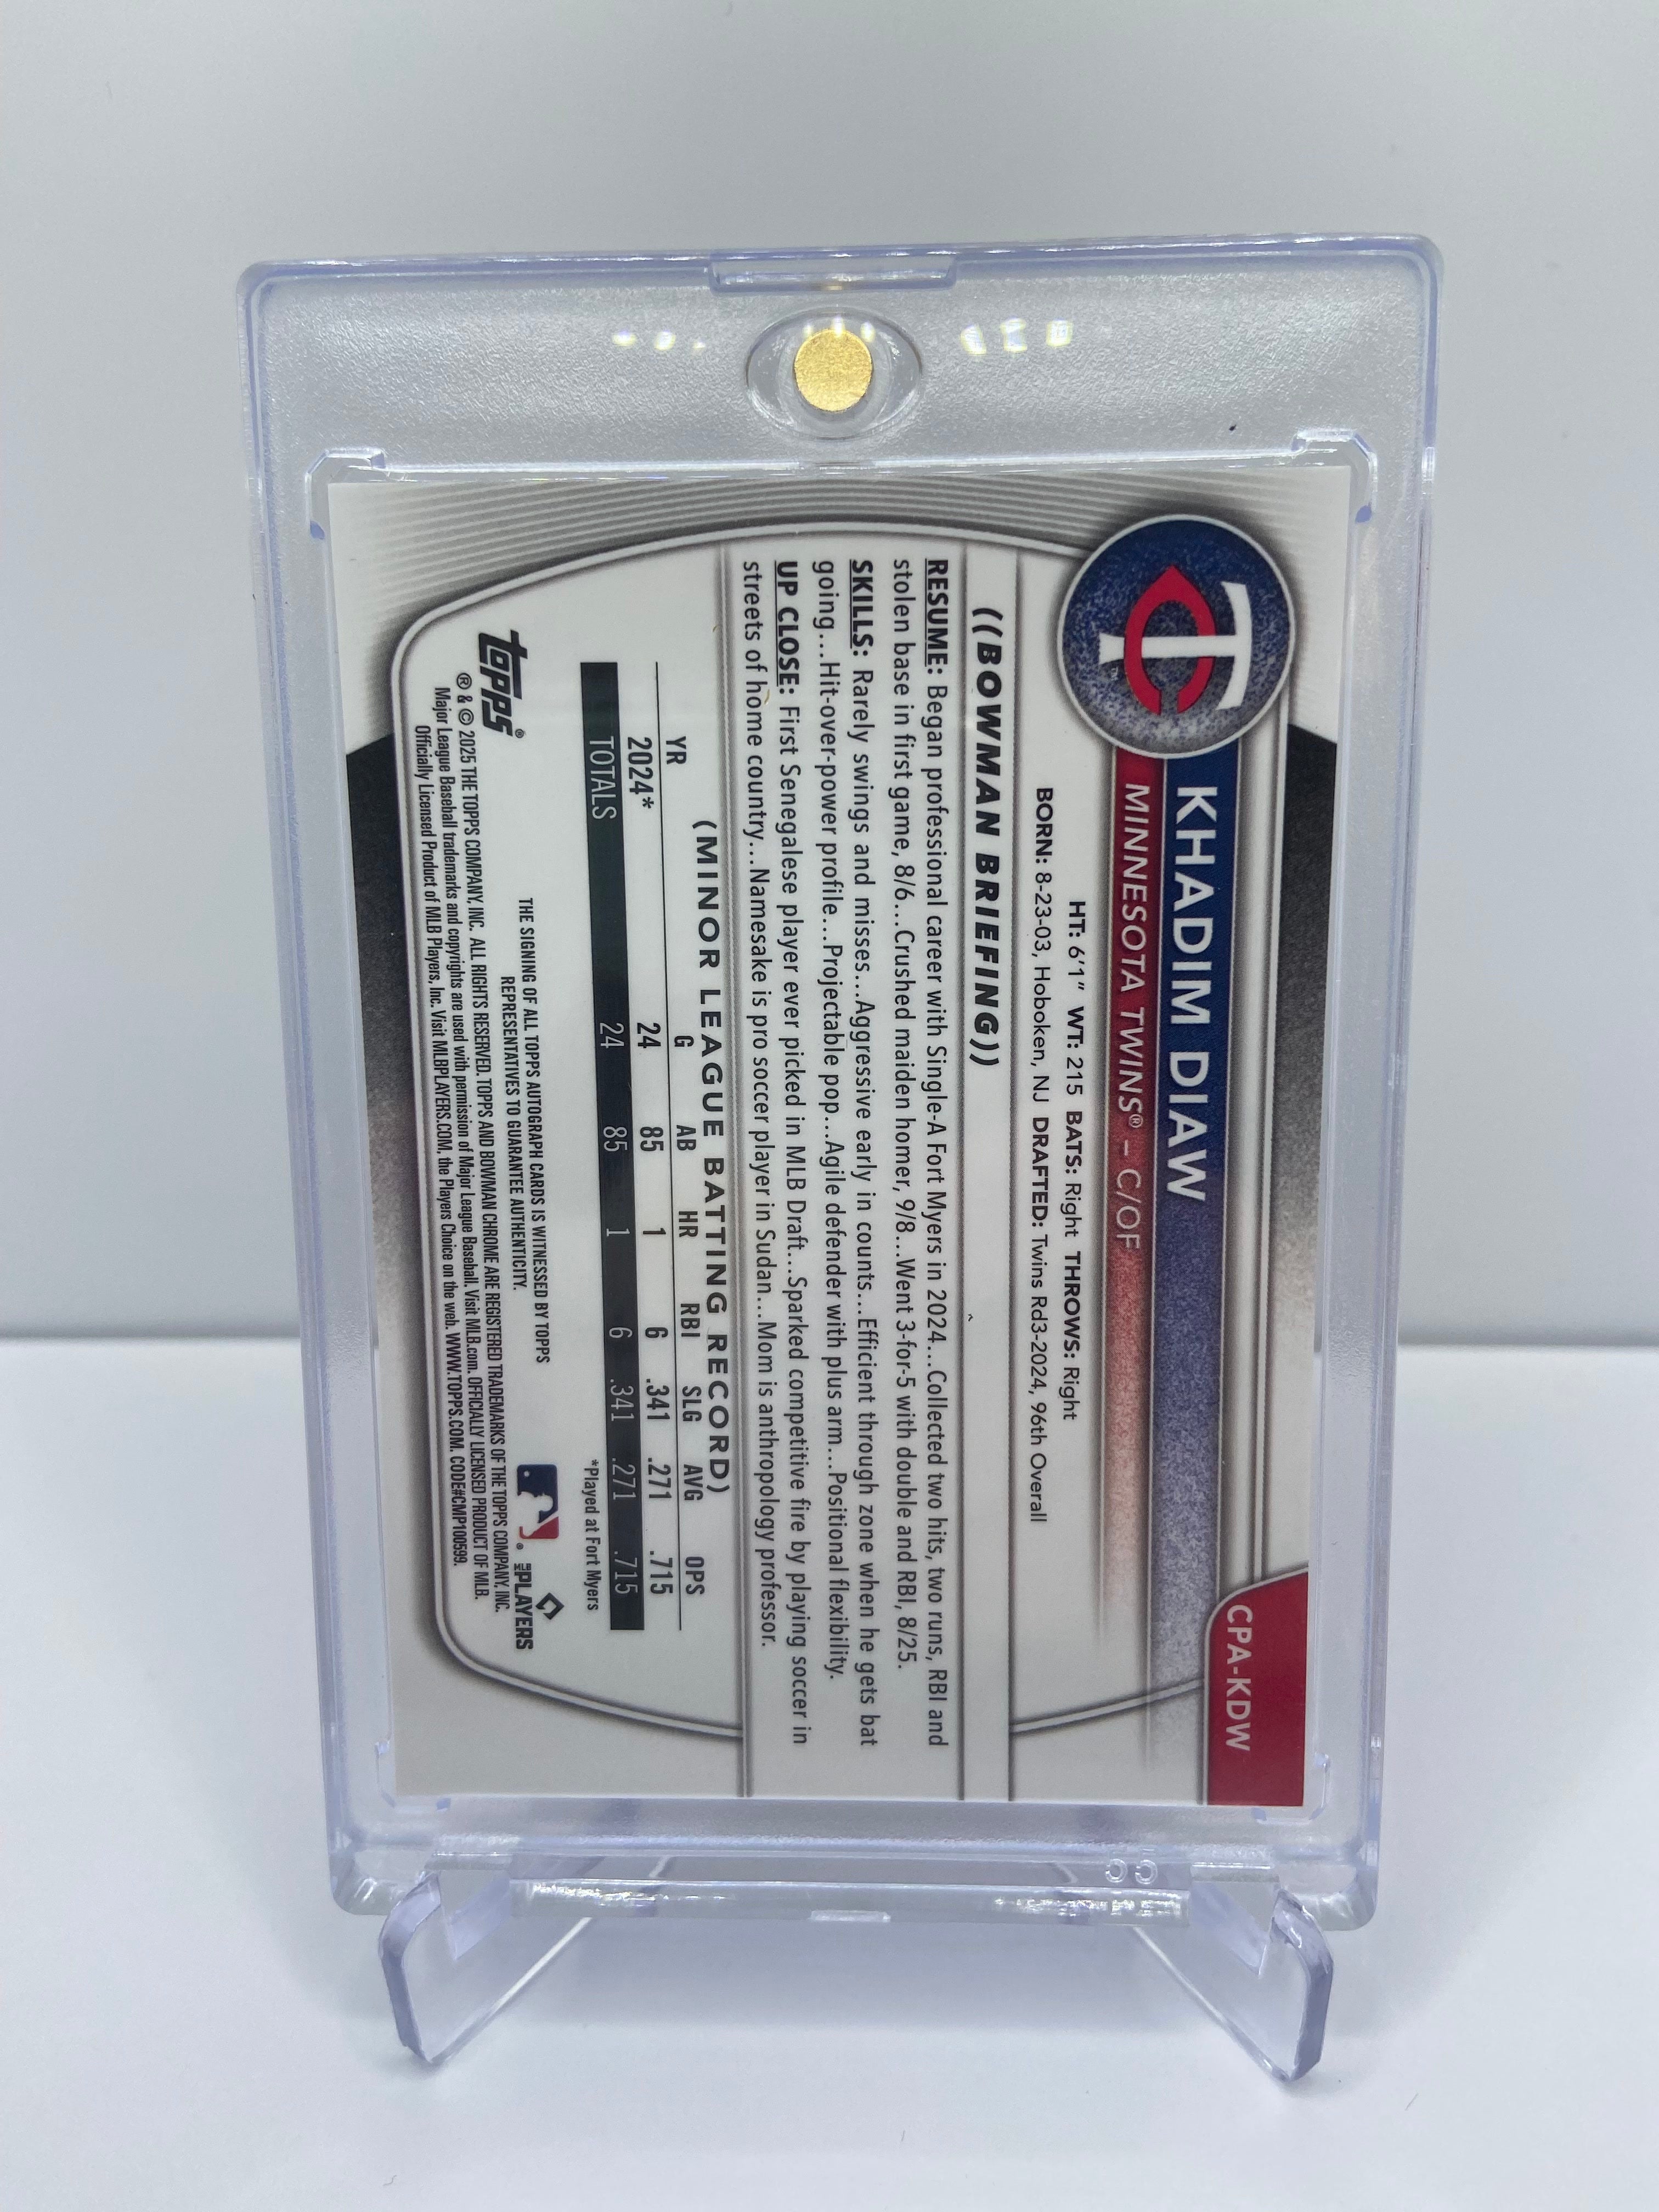 CPA-KDW
KHADIM DIAW
MINNESOTA TWINS® – C/OF
TC™
HT: 6'1" WT: 215 BATS: Right THROWS: Right
BORN: 8-23-03, Hoboken, NJ DRAFTED: Twins Rd3-2024, 96th Overall
((BOWMAN BRIEFING))
RESUME: Began professional career with Single-A Fort Myers in 2024...Collected two hits, two runs, RBI and
stolen base in first game, 8/6...Crushed maiden homer, 9/8...Went 3-for-5 with double and RBI, 8/25.
SKILLS: Rarely swings and misses...Aggressive early in counts...Efficient through zone when he gets bat
going...Hit-over-power profile...Projectable pop...Agile defender with plus arm...Positional flexibility.
UP CLOSE: First Senegalese player ever picked in MLB Draft...Sparked competitive fire by playing soccer in
streets of home country...Namesake is pro soccer player in Sudan...Mom is anthropology professor.
(MINOR LEAGUE BATTING RECORD)
YR G AB HR RBI SLG AVG OPS
2024* 24 85 1 6 .341 .271 .715
TOTALS 24 85 1 6 .341 .271 .715
*Played at Fort Myers
THE SIGNING OF ALL TOPPS AUTOGRAPH CARDS IS WITNESSED BY TOPPS
REPRESENTATIVES TO GUARANTEE AUTHENTICITY.
topps®
MLB PLAYERS
® & © 2025 THE TOPPS COMPANY, INC. ALL RIGHTS RESERVED. TOPPS AND BOWMAN CHROME ARE REGISTERED TRADEMARKS OF THE TOPPS COMPANY, INC.
Major League Baseball trademarks and copyrights are used with permission of Major League Baseball. Visit MLB.com. OFFICIALLY LICENSED PRODUCT OF MLB.
Officially Licensed Product of MLB Players, Inc. Visit MLBPLAYERS.COM, the Players Choice on the web. WWW.TOPPS.COM. CODE#CMP100599.